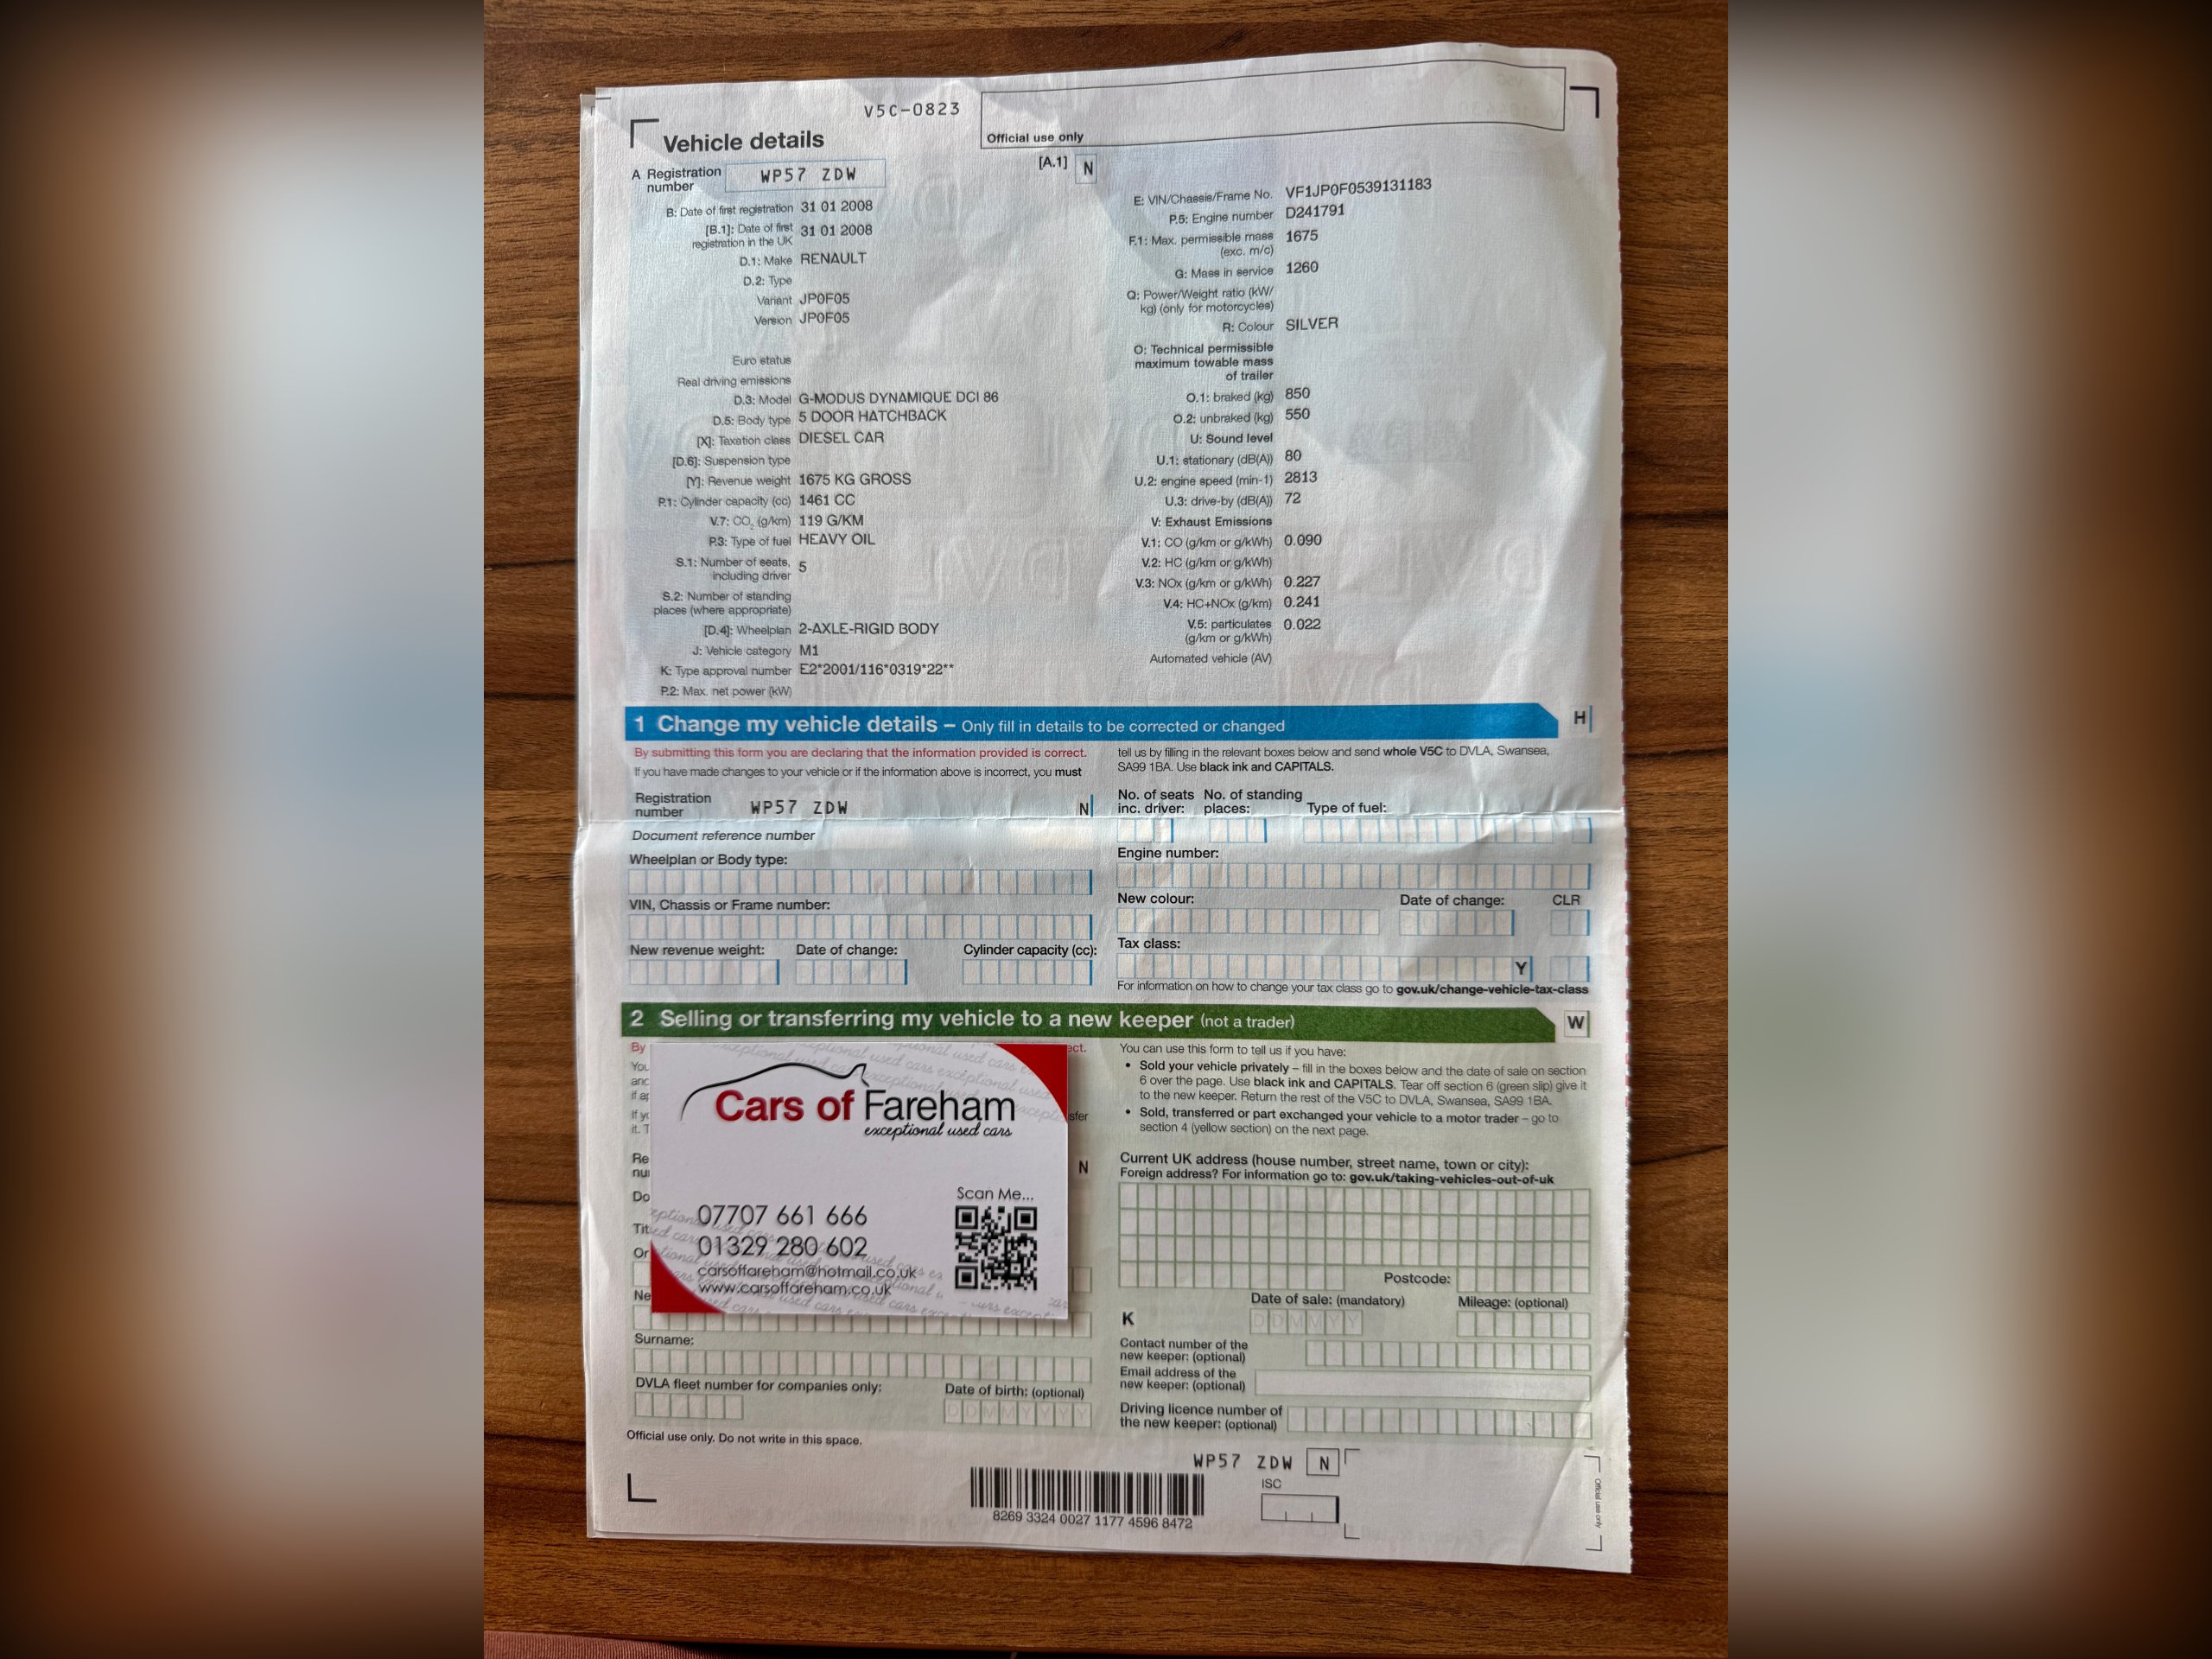 V5C-0823
Official use only
Vehicle details
A Registration number WP57 ZDW
[A.1] N
B: Date of first registration 31 01 2008
[B.1]: Date of first registration in the UK 31 01 2008
D.1: Make RENAULT
D.2: Type
Variant JP0F05
Version JP0F05
Euro status
Real driving emissions
D.3: Model G-MODUS DYNAMIQUE DCI 86
D.5: Body type 5 DOOR HATCHBACK
[X]: Taxation class DIESEL CAR
[D.6]: Suspension type
[Y]: Revenue weight 1675 KG GROSS
P.1: Cylinder capacity (cc) 1461 CC
V.7: CO2 (g/km) 119 G/KM
P.3: Type of fuel HEAVY OIL
S.1: Number of seats, including driver 5
S.2: Number of standing places (where appropriate)
[D.4]: Wheelplan 2-AXLE-RIGID BODY
J: Vehicle category M1
K: Type approval number E2*2001/116*0319*22**
P.2: Max. net power (kW)
E: VIN/Chassis/Frame No. VF1JP0F0539131183
P.5: Engine number D241791
F.1: Max. permissible mass (exc. m/c) 1675
G: Mass in service 1260
Q: Power/Weight ratio (kW/kg) (only for motorcycles)
R: Colour SILVER
O: Technical permissible maximum towable mass of trailer
O.1: braked (kg) 850
O.2: unbraked (kg) 550
U: Sound level
U.1: stationary (dB(A)) 80
U.2: engine speed (min-1) 2813
U.3: drive-by (dB(A)) 72
V: Exhaust Emissions
V.1: CO (g/km or g/kWh) 0.090
V.2: HC (g/km or g/kWh)
V.3: NOx (g/km or g/kWh) 0.227
V.4: HC+NOx (g/km) 0.241
V.5: particulates (g/km or g/kWh) 0.022
Automated vehicle (AV)
1 Change my vehicle details – Only fill in details to be corrected or changed
H
By submitting this form you are declaring that the information provided is correct.
If you have made changes to your vehicle or if the information above is incorrect, you must
tell us by filling in the relevant boxes below and send whole V5C to DVLA, Swansea,
SA99 1BA. Use black ink and CAPITALS.
Registration number WP57 ZDW N
Document reference number
Wheelplan or Body type:
VIN, Chassis or Frame number:
New revenue weight: Date of change: Cylinder capacity (cc):
No. of seats inc. driver: No. of standing places: Type of fuel:
Engine number:
New colour: Date of change: CLR
Tax class:
Y
For information on how to change your tax class go to gov.uk/change-vehicle-tax-class
2 Selling or transferring my vehicle to a new keeper (not a trader)
W
By
Cars of Fareham
exceptional used cars
Scan Me...
07707 661 666
01329 280 602
carsoffareham@hotmail.co.uk
www.carsoffareham.co.uk
N
Surname:
DVLA fleet number for companies only: Date of birth: (optional)
DDMMYYYY
You can use this form to tell us if you have:
• Sold your vehicle privately – fill in the boxes below and the date of sale on section
6 over the page. Use black ink and CAPITALS. Tear off section 6 (green slip) give it
to the new keeper. Return the rest of the V5C to DVLA, Swansea, SA99 1BA.
• Sold, transferred or part exchanged your vehicle to a motor trader – go to
section 4 (yellow section) on the next page.
Current UK address (house number, street name, town or city):
Foreign address? For information go to: gov.uk/taking-vehicles-out-of-uk
Postcode:
Date of sale: (mandatory) Mileage: (optional)
K DDMMYY
Contact number of the new keeper: (optional)
Email address of the new keeper: (optional)
Driving licence number of the new keeper: (optional)
Official use only. Do not write in this space.
WP57 ZDW N
ISC
8269 3324 0027 1177 4596 8472
Official use only